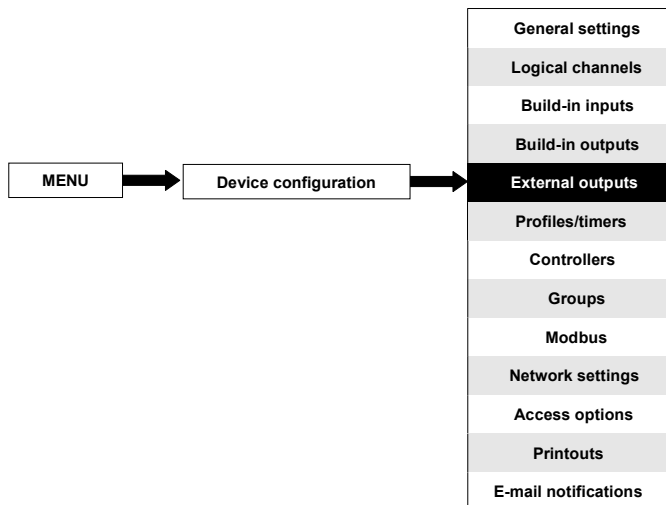 General settings
Logical channels
Build-in inputs
Build-in outputs
MENU
Device configuration
External outputs
Profiles/timers
Controllers
Groups
Modbus
Network settings
Access options
Printouts
E-mail notifications